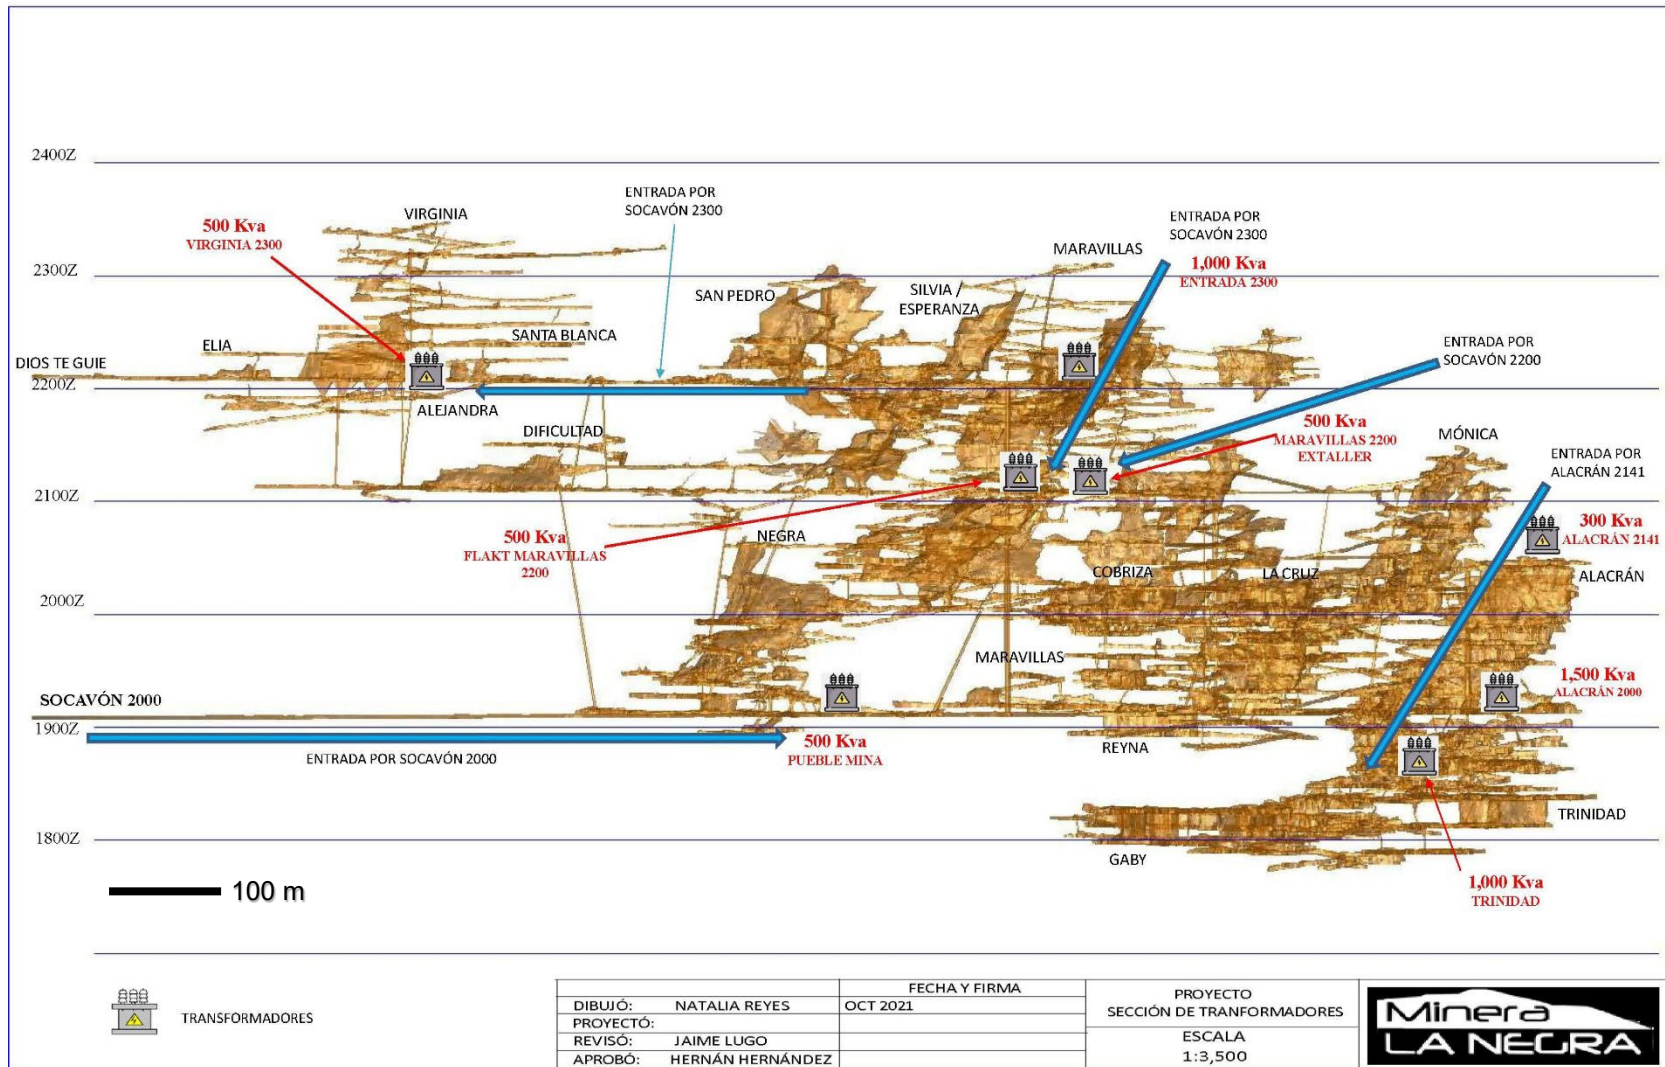 2400Z
ENTRADA POR
SOCAVÓN 2300
VIRGINIA
500 Kva
VIRGINIA 2300
ENTRADA POR
SOCAVÓN 2300
MARAVILLAS
1,000 Kva
ENTRADA 2300
2300Z
SAN PEDRO
SILVIA /
ESPERANZA
ELIA
SANTA BLANCA
ENTRADA POR
SOCAVÓN 2200
DIOS TE GUIE
2200Z
ALEJANDRA
DIFICULTAD
500 Kva
MARAVILLAS 2200
EXTALLER
MÓNICA
ENTRADA POR
ALACRÁN 2141
2100Z
500 Kva
FLAKT MARAVILLAS
2200
NEGRA
300 Kva
ALACRÁN 2141
COBRIZA
LA CRUZ
ALACRÁN
2000Z
MARAVILLAS
1,500 Kva
ALACRÁN 2000
SOCAVÓN 2000
1900Z
ENTRADA POR SOCAVÓN 2000
500 Kva
PUEBLE MINA
REYNA
TRINIDAD
1800Z
GABY
1,000 Kva
TRINIDAD
100 m
TRANSFORMADORES
FECHA Y FIRMA
DIBUJÓ: NATALIA REYES OCT 2021
PROYECTÓ:
REVISÓ: JAIME LUGO
APROBÓ: HERNÁN HERNÁNDEZ
PROYECTO
SECCIÓN DE TRANFORMADORES
ESCALA
1:3,500
Minera
LA NEGRA